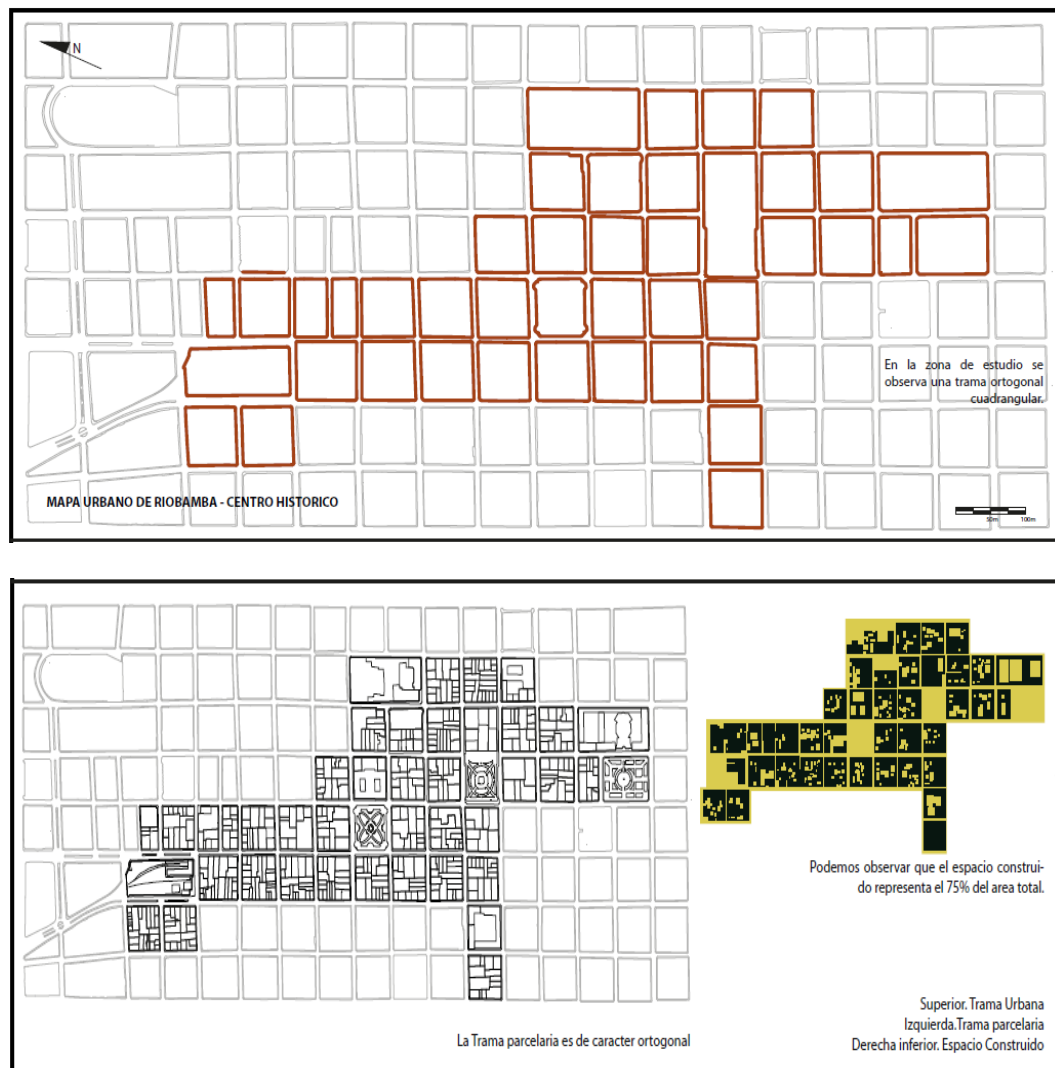 N
En la zona de estudio se
observa una trama ortogonal
cuadrangular.
MAPA URBANO DE RIOBAMBA - CENTRO HISTORICO
50m 100m
Podemos observar que el espacio construi-
do representa el 75% del area total.
Superior. Trama Urbana
Izquierda.Trama parcelaria
Derecha inferior. Espacio Construido
La Trama parcelaria es de caracter ortogonal